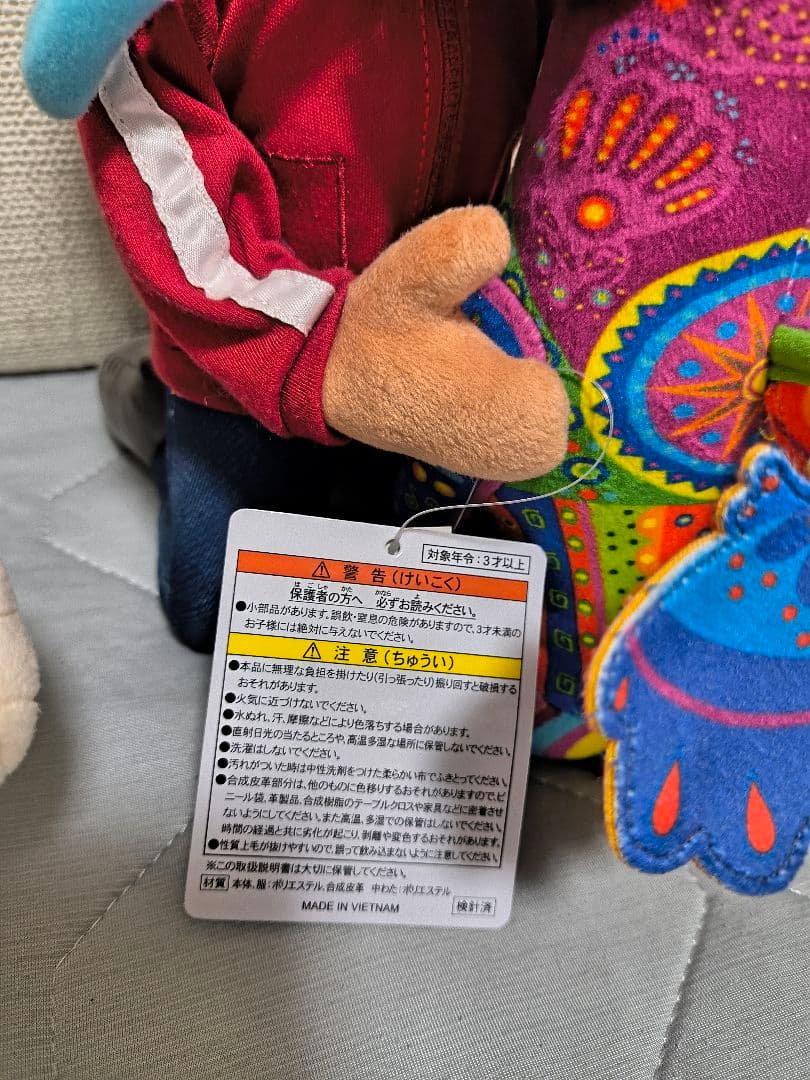 対象年令：3才以上
⚠ 警告（けいこく）
保護者の方へ 必ずお読みください。
●小部品があります。誤飲・窒息の危険がありますので、3才未満の
お子様には絶対に与えないでください。
⚠ 注意（ちゅうい）
●本品に無理な負担を掛けたり（引っ張ったり）振り回すと破損する
おそれがあります。
●火気に近づけないでください。
●水ぬれ、汗、摩擦などにより色落ちする場合があります。
●直射日光の当たるところや、高温多湿な場所に保管しないでください。
●洗濯はしないでください。
●汚れがついた時は中性洗剤をつけた柔らかい布でふきとってください。
●合成皮革部分は、他のものに色移りするおそれがありますので、ビ
ニール袋、革製品、合成樹脂のテーブルクロスや家具などに密着させ
ないようにしてください。また高温、多湿での保管はしないでください。
時間の経過と共に劣化が起こり、剥離や変色するおそれがあります。
●性質上毛が抜けやすいので、誤って飲み込まないように注意してください。
※この取扱説明書は大切に保管してください。
材質 本体、服：ポリエステル、合成皮革 中わた：ポリエステル
MADE IN VIETNAM 検針済